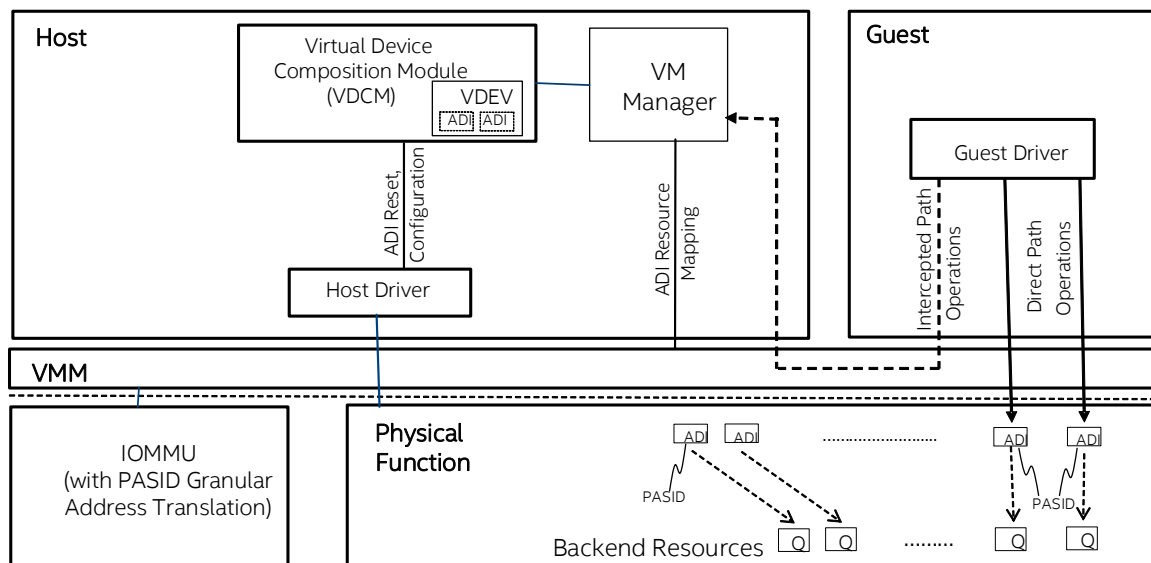 Host
Virtual Device
Composition Module
(VDCM)
VDEV
ADI
ADI
VM
Manager
Guest
Guest Driver
ADI Reset,
Configuration
ADI Resource
Mapping
Intercepted Path
Operations
Direct Path
Operations
Host Driver
VMM
IOMMU
(with PASID Granular
Address Translation)
Physical
Function
ADI
ADI
.......................
ADI
ADI
PASID
PASID
Backend Resources
Q
Q
.........
Q
Q